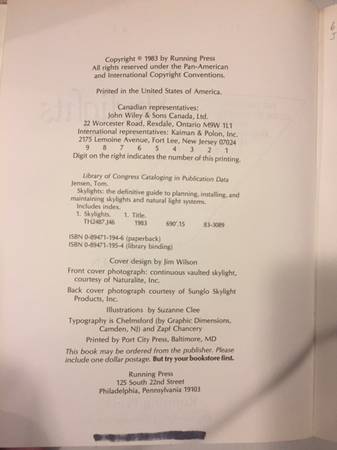 Copyright © 1983 by Running Press
All rights reserved under the Pan-American
and International Copyright Conventions.
Printed in the United States of America.
Canadian representatives:
John Wiley & Sons Canada, Ltd.
22 Worcester Road, Rexdale, Ontario M9W 1L1
International representatives: Kaiman & Polon, Inc.
2175 Lemoine Avenue, Fort Lee, New Jersey 07024
9 8 7 6 5 4 3 2 1
Digit on the right indicates the number of this printing.
Library of Congress Cataloging in Publication Data
Jensen, Tom.
Skylights: the definitive guide to planning, installing, and
maintaining skylights and natural light systems.
Includes index.
1. Skylights. 1. Title.
TH2487.J46 1983 690'.15 83-3089
ISBN 0-89471-194-6 (paperback)
ISBN 0-89471-195-4 (library binding)
Cover design by Jim Wilson
Front cover photograph: continuous vaulted skylight,
courtesy of Naturalite, Inc.
Back cover photograph courtesy of Sunglo Skylight
Products, Inc.
Illustrations by Suzanne Clee
Typography is Chelmsford (by Graphic Dimensions,
Camden, NJ) and Zapf Chancery
Printed by Port City Press, Baltimore, MD
This book may be ordered from the publisher. Please
include one dollar postage. But try your bookstore first.
Running Press
125 South 22nd Street
Philadelphia, Pennsylvania 19103